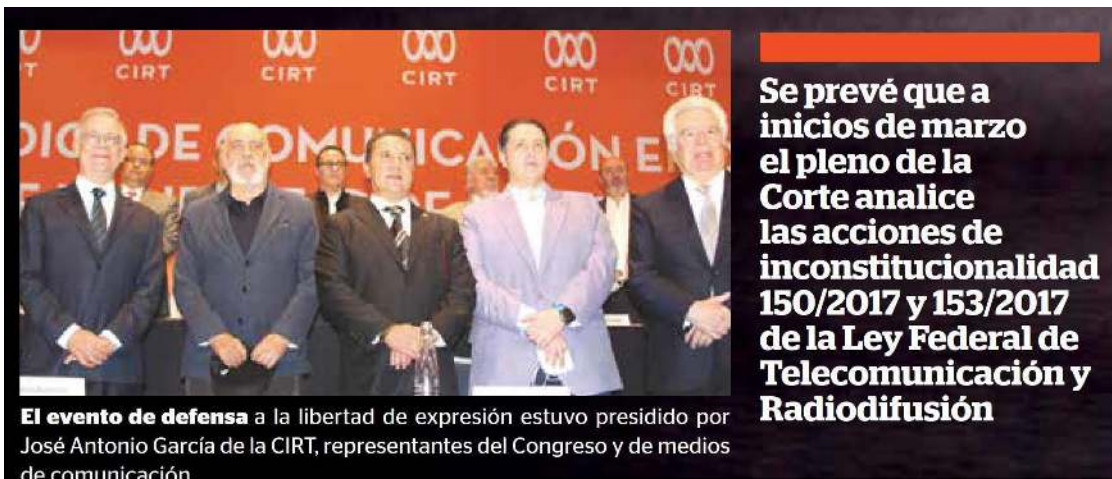 CIRT
CIRT
CIRT
CIRT
CIRT
DE COMUNICACIÓN E
El evento de defensa a la libertad de expresión estuvo presidido por
José Antonio García de la CIRT, representantes del Congreso y de medios
de comunicación
Se prevé que a
inicios de marzo
el pleno de la
Corte analice
las acciones de
inconstitucionalidad
150/2017 y 153/2017
de la Ley Federal de
Telecomunicación y
Radiodifusión